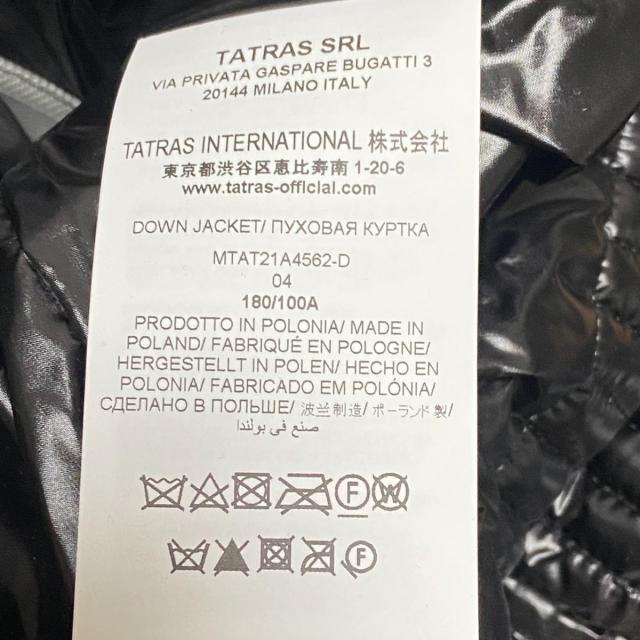 TATRAS SRL
VIA PRIVATA GASPARE BUGATTI 3
20144 MILANO ITALY
TATRAS INTERNATIONAL 株式会社
東京都渋谷区恵比寿南 1-20-6
www.tatras-official.com
DOWN JACKET/ ПУХОВАЯ КУРТКА
MTAT21A4562-D
04
180/100A
PRODOTTO IN POLONIA/ MADE IN
POLAND/ FABRIQUÉ EN POLOGNE/
HERGESTELLT IN POLEN/ HECHO EN
POLONIA/ FABRICADO EM POLÓNIA/
СДЕЛАНО В ПОЛЬШЕ/ 波兰制造/ ポーランド 製/
صنع في بولندا
F W
F